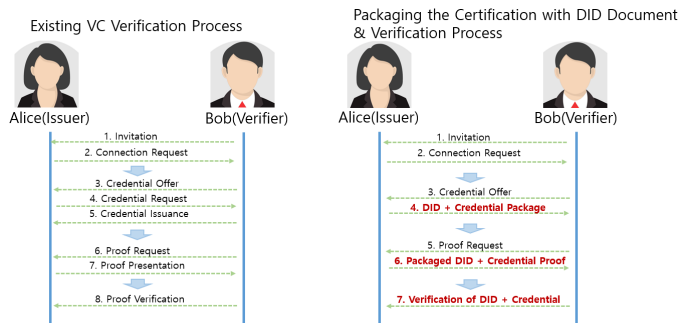 Existing VC Verification Process
Alice(Issuer)
Bob(Verifier)
1. Invitation
2. Connection Request
3. Credential Offer
4. Credential Request
5. Credential Issuance
6. Proof Request
7. Proof Presentation
8. Proof Verification
Packaging the Certification with DID Document
& Verification Process
Alice(Issuer)
Bob(Verifier)
1. Invitation
2. Connection Request
3. Credential Offer
4. DID + Credential Package
5. Proof Request
6. Packaged DID + Credential Proof
7. Verification of DID + Credential